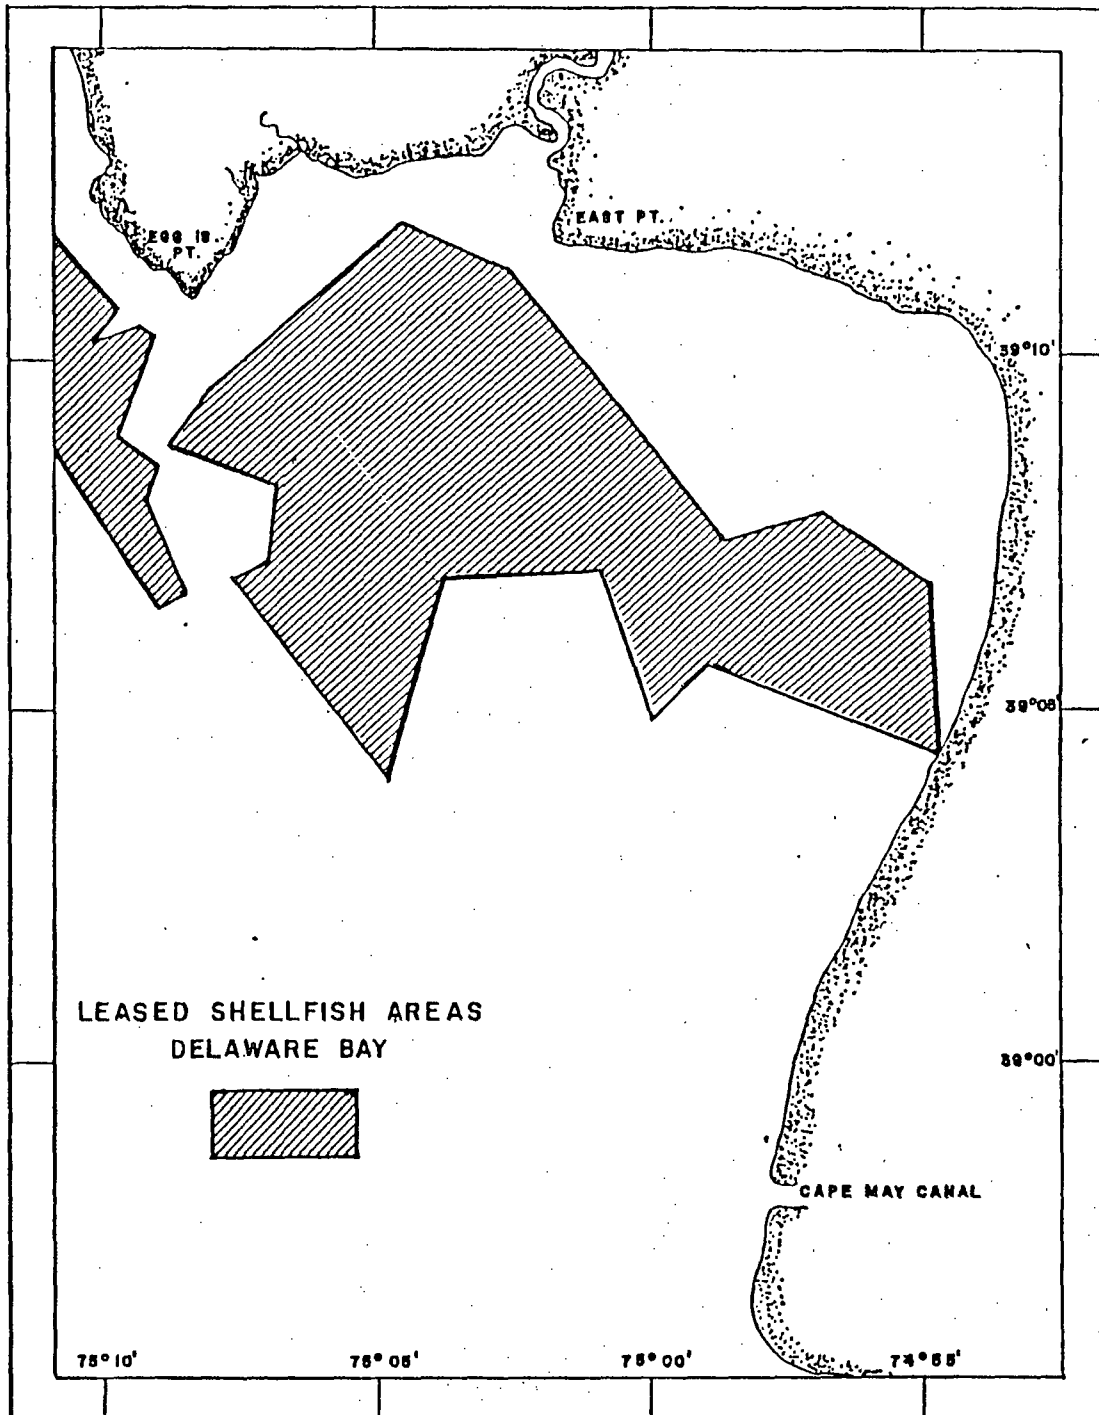 EAST PT.
EGG IS.
PT.
39°10'
39°05'
LEASED SHELLFISH AREAS
DELAWARE BAY
39°00'
CAPE MAY CANAL
75°10'
75°05'
75°00'
74°55'